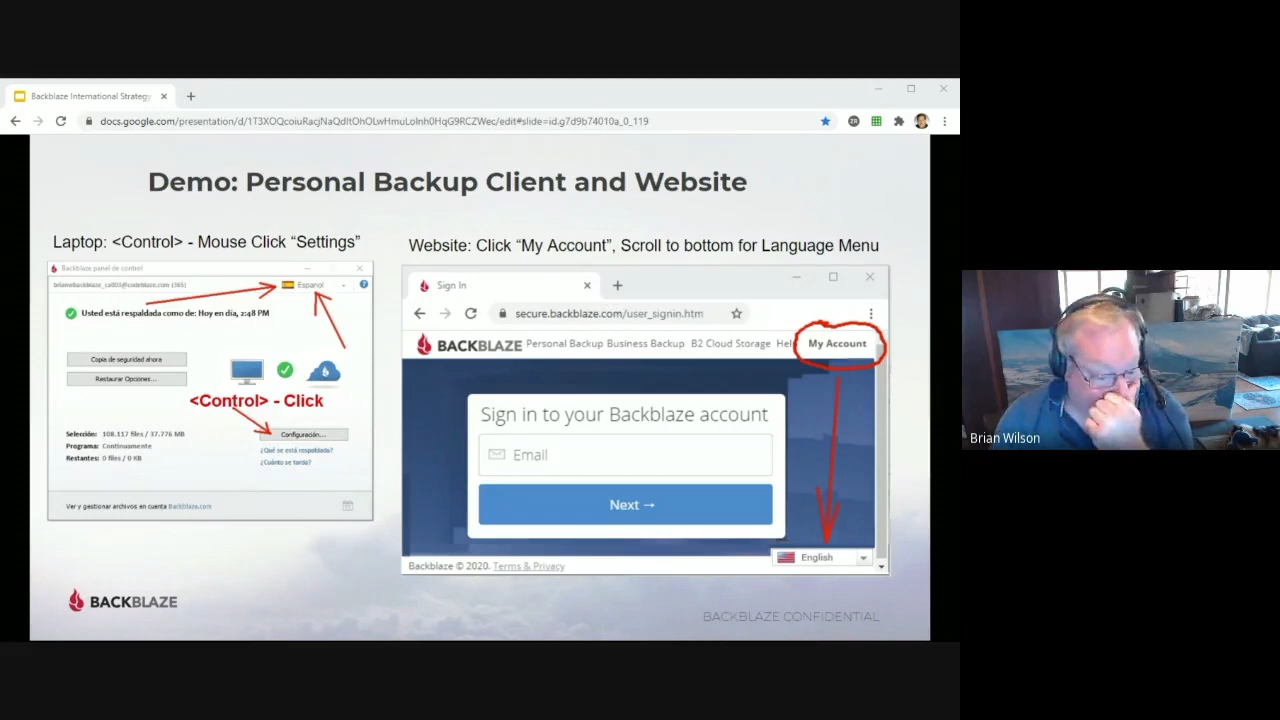 Backblaze International Strategy
docs.google.com/presentation/d/1T3XOQcoiuRacjNaQdltOhOLwHmuLolnh0HqG9RCZWec/edit#slide=id.g7d9b74010a_0_119
Demo: Personal Backup Client and Website
Laptop: <Control> - Mouse Click “Settings”
Backblaze panel de control
Espanol
Usted está respaldada como de: Hoy en día, 2:48 PM
Copia de seguridad ahora
Restaurar Opciones...
<Control> - Click
Selección: 108.117 files / 37.776 MB
Configuración...
Programa: Continuamente
¿Qué se está respaldada?
Restantes: 0 files / 0 KB
¿Cuánto se tarda?
Ver y gestionar archivos en cuenta Backblaze.com
Website: Click “My Account”, Scroll to bottom for Language Menu
Sign In
secure.backblaze.com/user_signin.htm
BACKBLAZE Personal Backup Business Backup B2 Cloud Storage Hel My Account
Sign in to your Backblaze account
Email
Next →
English
Backblaze © 2020. Terms & Privacy
BACKBLAZE
BACKBLAZE CONFIDENTIAL
Brian Wilson